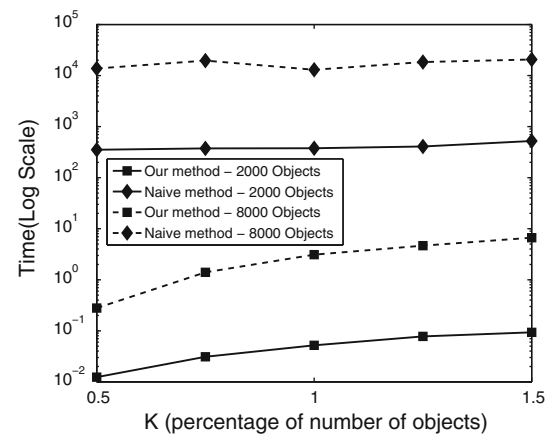 10^5
10^4
10^3
10^2
10^1
10^0
10^−1
10^−2
Time(Log Scale)
Our method − 2000 Objects
Naive method − 2000 Objects
Our method − 8000 Objects
Naive method − 8000 Objects
0.5
1
1.5
K (percentage of number of objects)